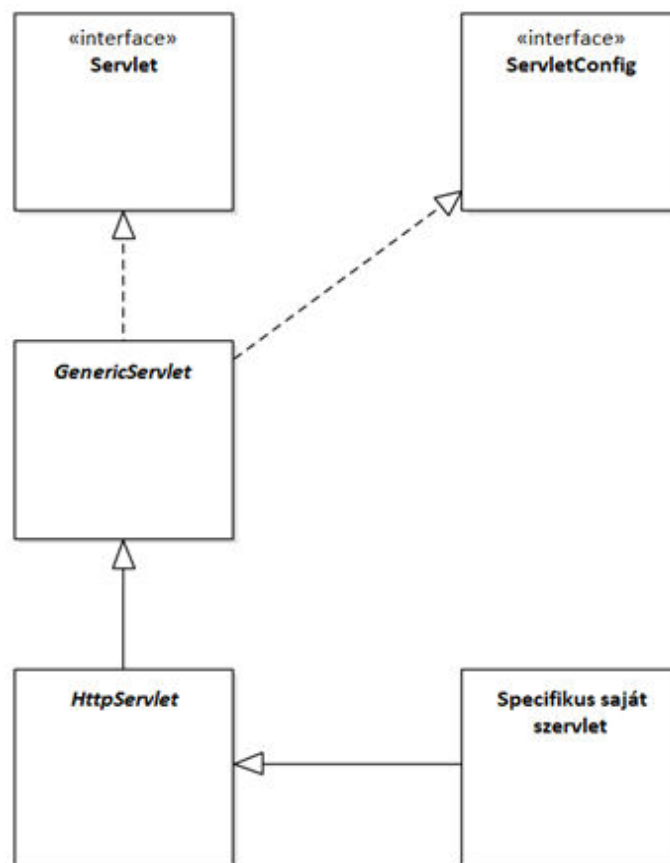 «interface»
Servlet
«interface»
ServletConfig
GenericServlet
HttpServlet
Specifikus saját
szervlet